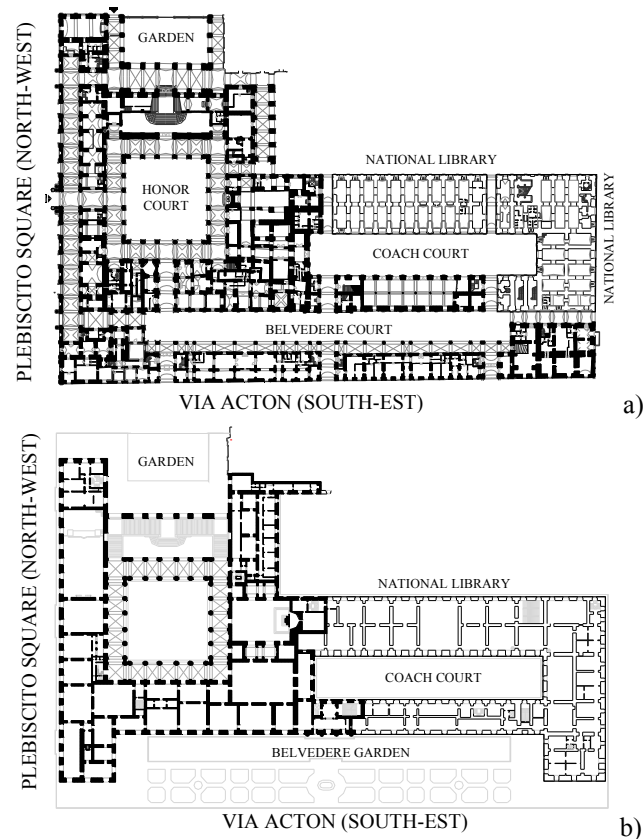 GARDEN
PLEBISCITO SQUARE (NORTH-WEST)
HONOR
COURT
NATIONAL LIBRARY
COACH COURT
NATIONAL LIBRARY
BELVEDERE COURT
VIA ACTON (SOUTH-EST)
a)
GARDEN
PLEBISCITO SQUARE (NORTH-WEST)
NATIONAL LIBRARY
COACH COURT
BELVEDERE GARDEN
VIA ACTON (SOUTH-EST)
b)